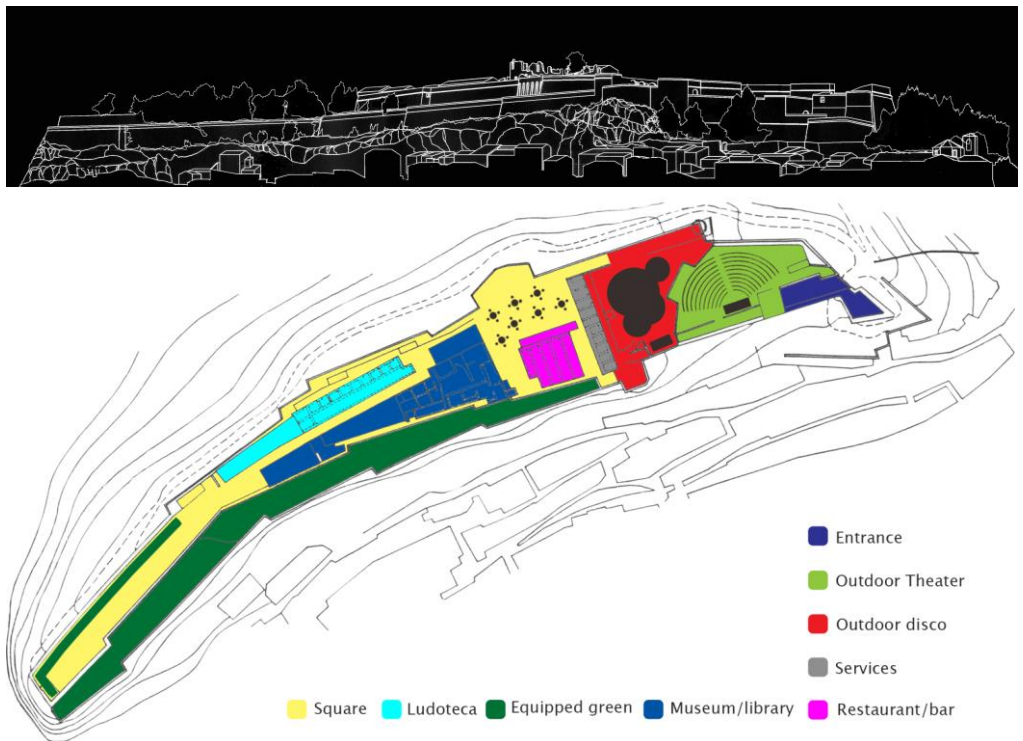 Entrance
Outdoor Theater
Outdoor disco
Services
Square
Ludoteca
Equipped green
Museum/library
Restaurant/bar